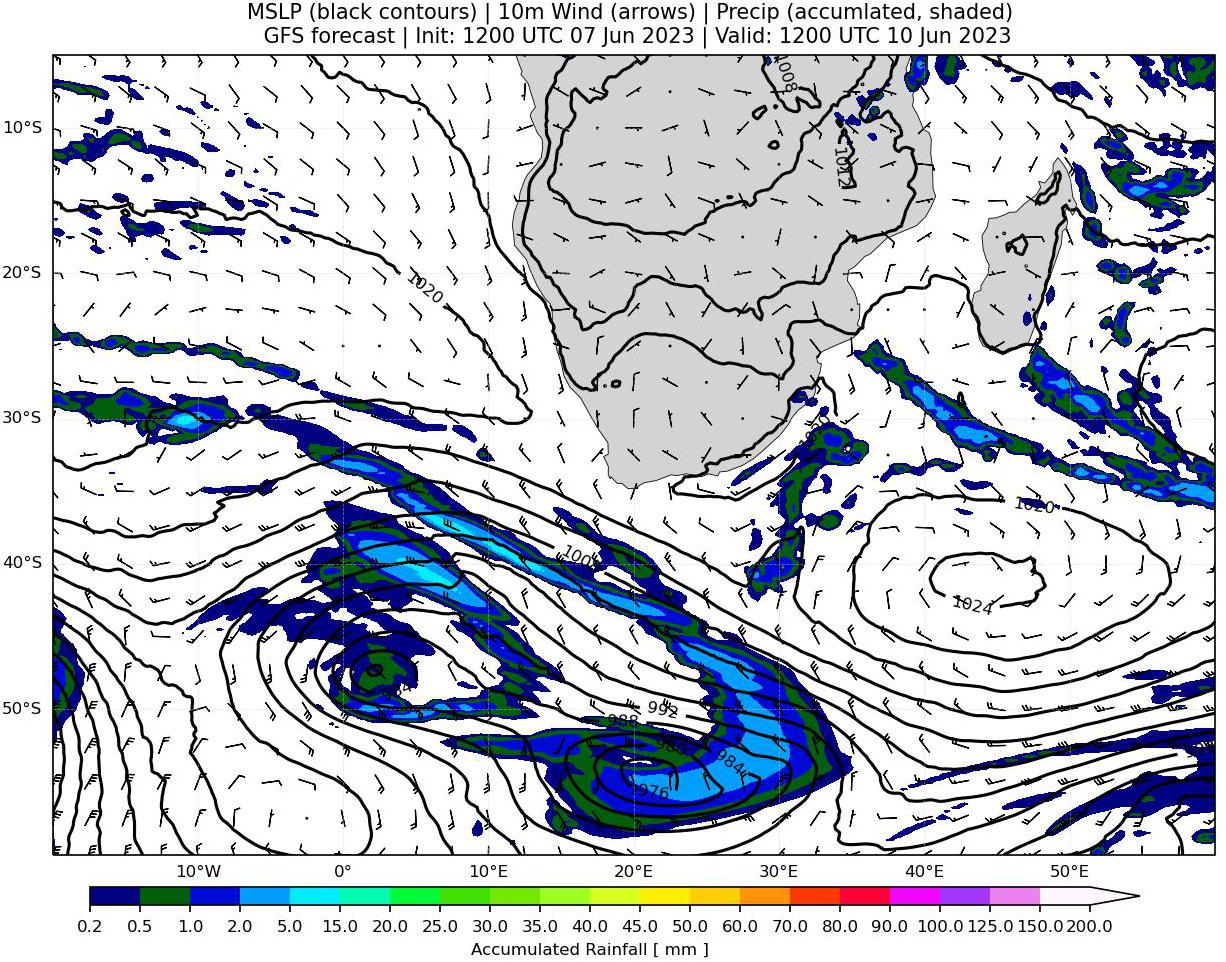 MSLP (black contours) | 10m Wind (arrows) | Precip (accumlated, shaded)
GFS forecast | Init: 1200 UTC 07 Jun 2023 | Valid: 1200 UTC 10 Jun 2023
1008
10°S
1012
20°S
1020
30°S
1020
40°S
1024
984
50°S
992
988
980
984
976
10°W 0° 10°E 20°E 30°E 40°E 50°E
0.2 0.5 1.0 2.0 5.0 10.0 15.0 20.0 25.0 30.0 35.0 40.0 45.0 50.0 60.0 70.0 80.0 90.0 100.0 125.0 150.0 200.0
Accumulated Rainfall [ mm ]